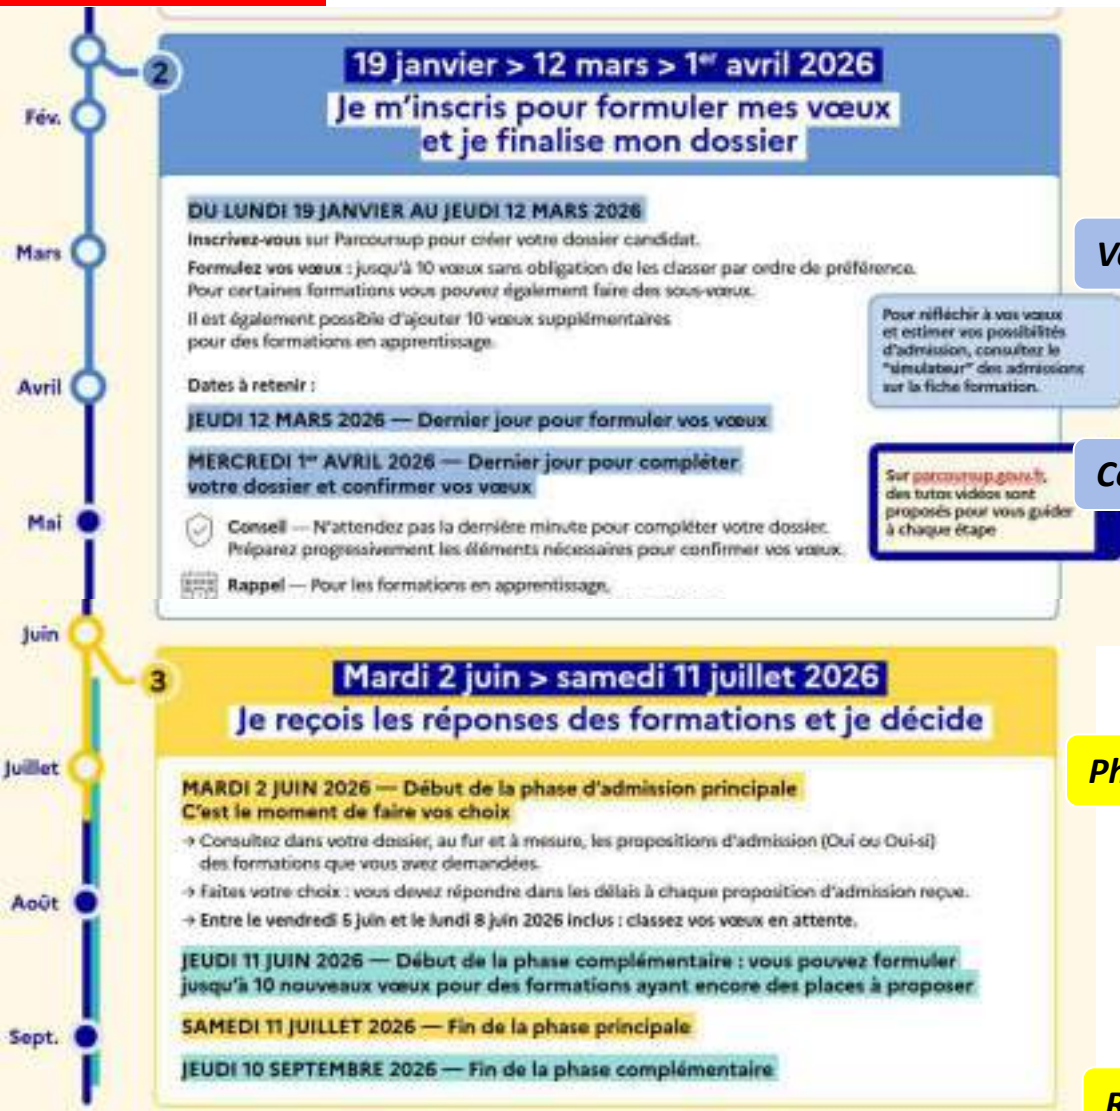 2
19 janvier > 12 mars > 1er avril 2026
Je m'inscris pour formuler mes vœux
et je finalise mon dossier
Fév.
Mars
Avril
Mai
DU LUNDI 19 JANVIER AU JEUDI 12 MARS 2026
Inscrivez-vous sur Parcoursup pour créer votre dossier candidat.
Formulez vos vœux : jusqu'à 10 vœux sans obligation de les classer par ordre de préférence.
Pour certaines formations vous pouvez également faire des sous-vœux.
Il est également possible d'ajouter 10 vœux supplémentaires
pour des formations en apprentissage.
Dates à retenir :
JEUDI 12 MARS 2026 — Dernier jour pour formuler vos vœux
MERCREDI 1er AVRIL 2026 — Dernier jour pour compléter
votre dossier et confirmer vos vœux
Conseil — N'attendez pas la dernière minute pour compléter votre dossier.
Préparez progressivement les éléments nécessaires pour confirmer vos vœux.
Rappel — Pour les formations en apprentissage,
Pour réfléchir à vos vœux
et estimer vos possibilités
d'admission, consultez le
"simulateur" des admissions
sur la fiche formation.
Sur parcoursup.gouv.fr,
des tutos vidéos sont
proposés pour vous guider
à chaque étape
Juin
Juillet
Août
Sept.
3
Mardi 2 juin > samedi 11 juillet 2026
Je reçois les réponses des formations et je décide
MARDI 2 JUIN 2026 — Début de la phase d'admission principale
C'est le moment de faire vos choix
→ Consultez dans votre dossier, au fur et à mesure, les propositions d'admission (Oui ou Oui-si)
des formations que vous avez demandées.
→ Faites votre choix : vous devez répondre dans les délais à chaque proposition d'admission reçue.
→ Entre le vendredi 5 juin et le lundi 8 juin 2026 inclus : classez vos vœux en attente.
JEUDI 11 JUIN 2026 — Début de la phase complémentaire : vous pouvez formuler
jusqu'à 10 nouveaux vœux pour des formations ayant encore des places à proposer
SAMEDI 11 JUILLET 2026 — Fin de la phase principale
JEUDI 10 SEPTEMBRE 2026 — Fin de la phase complémentaire